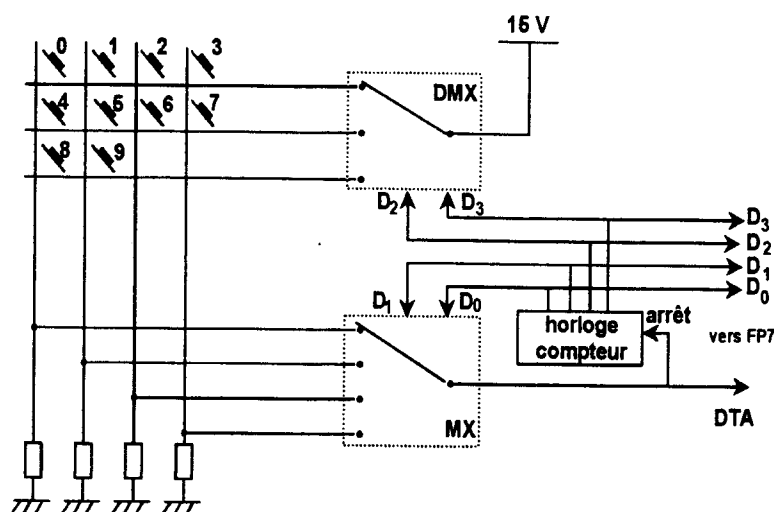 15 V
0 1 2 3
DMX
4 5 6 7
8 9
D2 D3
D3
D2
D1
D0
D1 D0
arrêt
horloge
compteur
vers FP7
DTA
MX